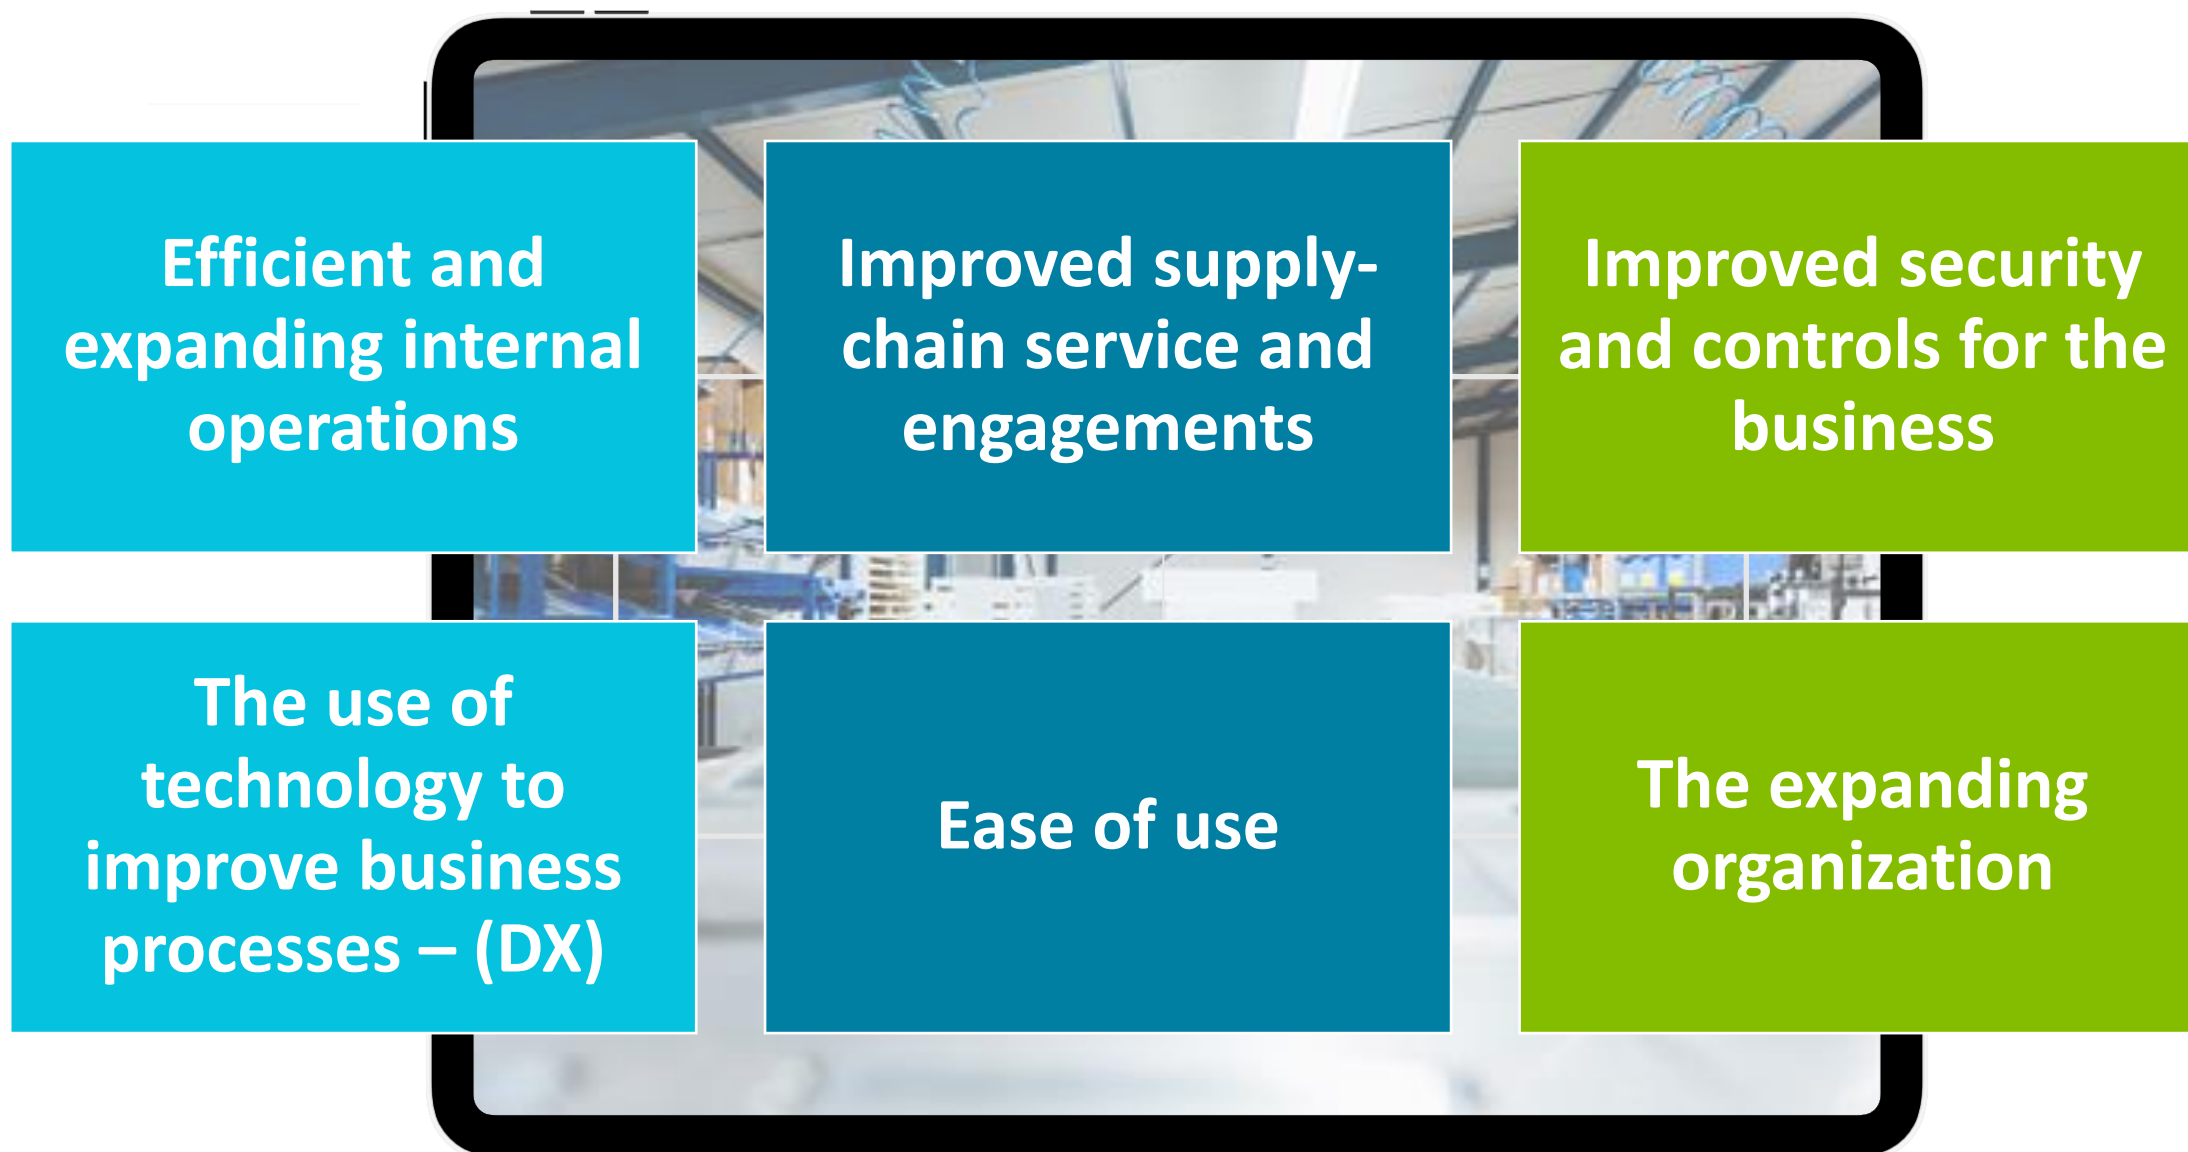 Efficient and
expanding internal
operations
Improved supply-
chain service and
engagements
Improved security
and controls for the
business
The use of
technology to
improve business
processes – (DX)
Ease of use
The expanding
organization